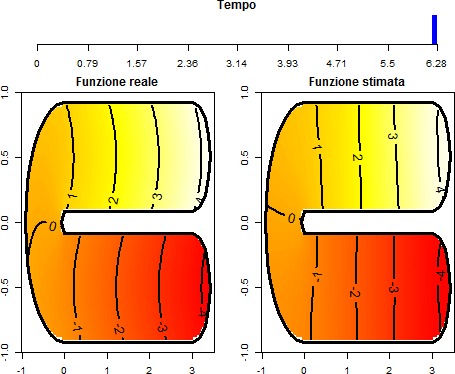 Tempo
0 0.79 1.57 2.36 3.14 3.93 4.71 5.5 6.28
Funzione reale Funzione stimata
1.0 1.0
0.5 0.5
1 2 3 4 1 2 3 4
0.0 0 0.0 0
-0.5 -0.5
-1 -2 -3 -4 -1 -2 -3 -4
-1.0 -1.0
-1 0 1 2 3 -1 0 1 2 3